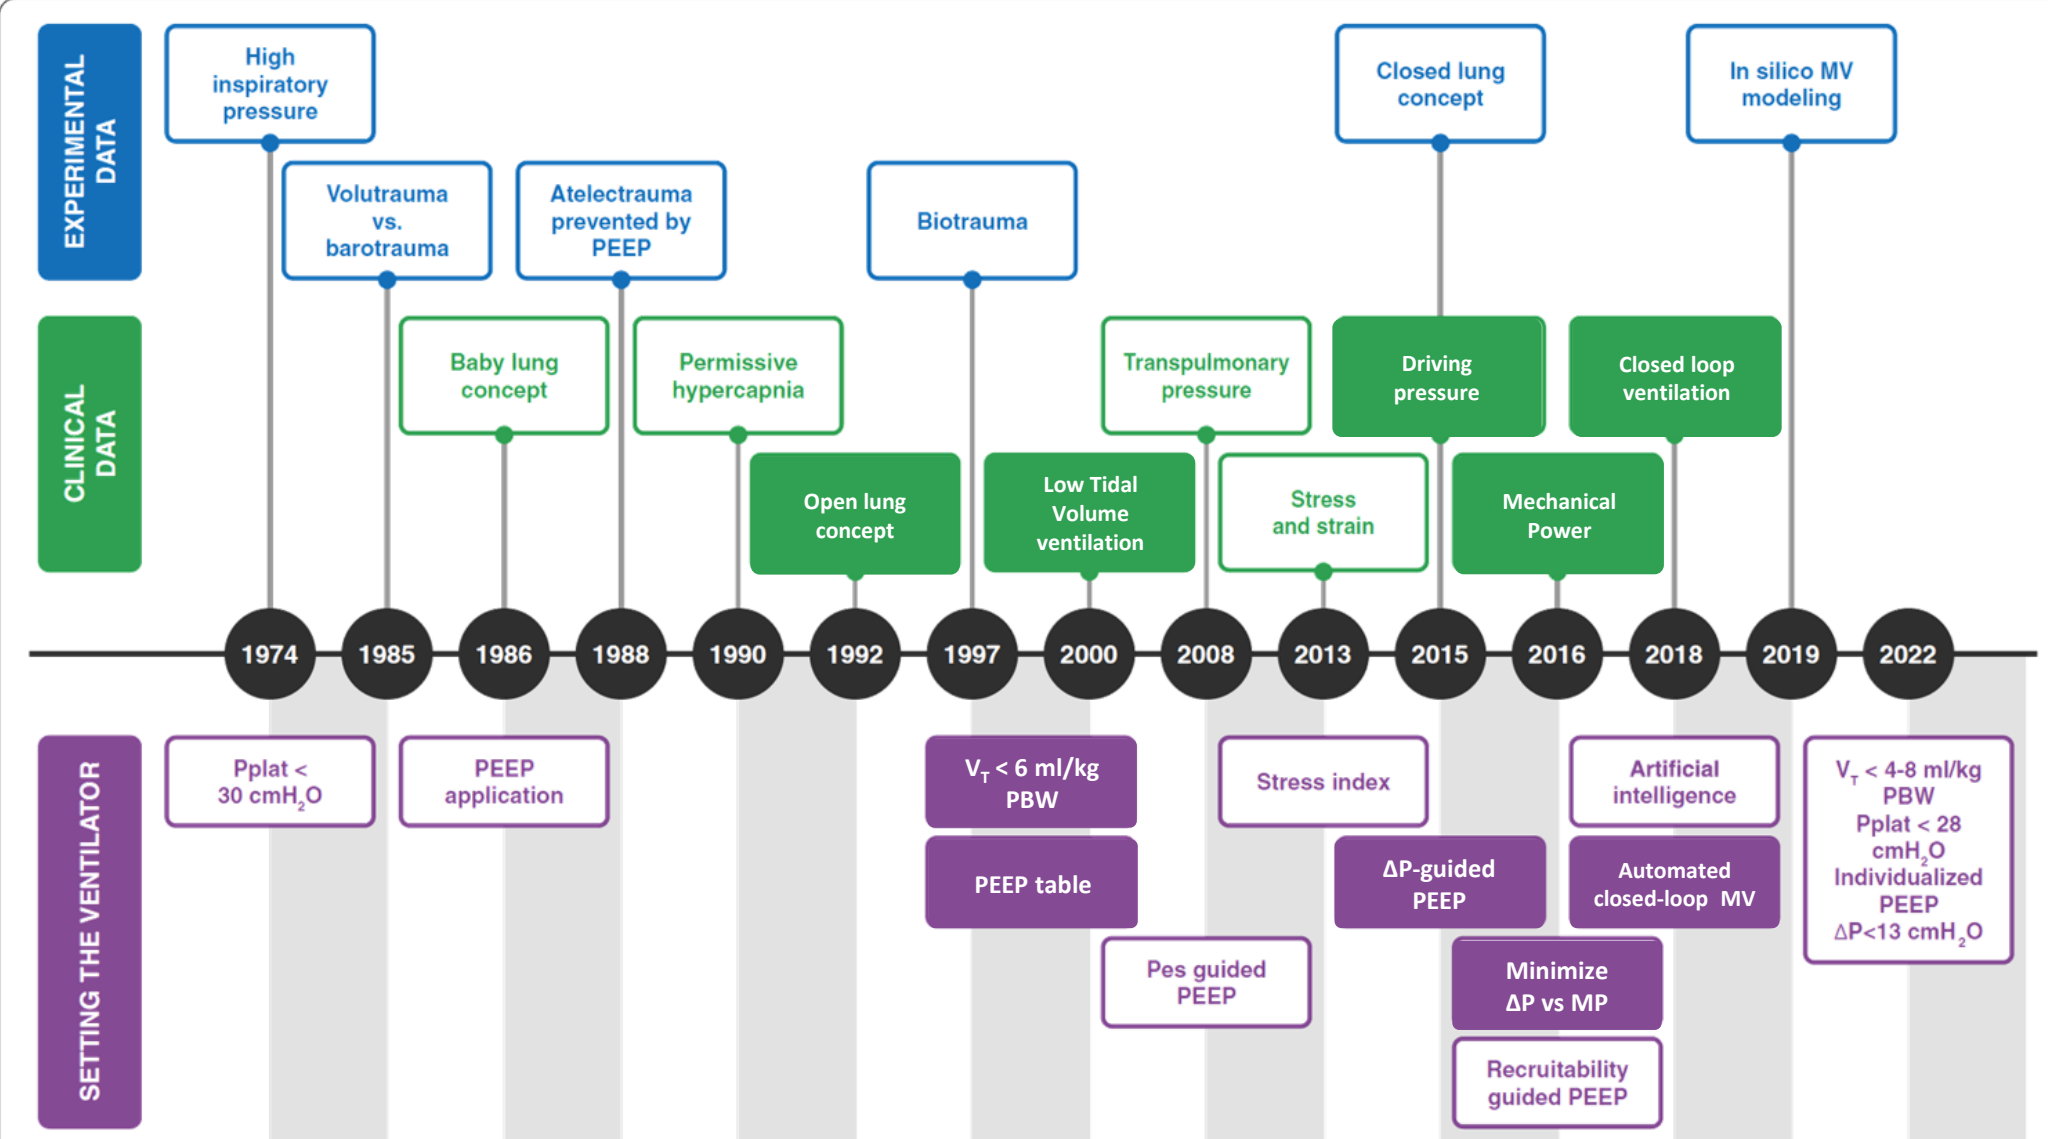 EXPERIMENTAL
DATA
High
inspiratory
pressure
Closed lung
concept
In silico MV
modeling
Volutrauma
vs.
barotrauma
Atelectrauma
prevented by
PEEP
Biotrauma
CLINICAL
DATA
Baby lung
concept
Permissive
hypercapnia
Transpulmonary
pressure
Driving
pressure
Closed loop
ventilation
Open lung
concept
Low Tidal
Volume
ventilation
Stress
and strain
Mechanical
Power
1974 1985 1986 1988 1990 1992 1997 2000 2008 2013 2015 2016 2018 2019 2022
SETTING THE VENTILATOR
Pplat <
30 cmH₂O
PEEP
application
V_T < 6 ml/kg
PBW
Stress index
Artificial
intelligence
V_T < 4-8 ml/kg
PBW
Pplat < 28
cmH₂O
Individualized
PEEP
ΔP<13 cmH₂O
PEEP table
ΔP-guided
PEEP
Automated
closed-loop MV
Pes guided
PEEP
Minimize
ΔP vs MP
Recruitability
guided PEEP